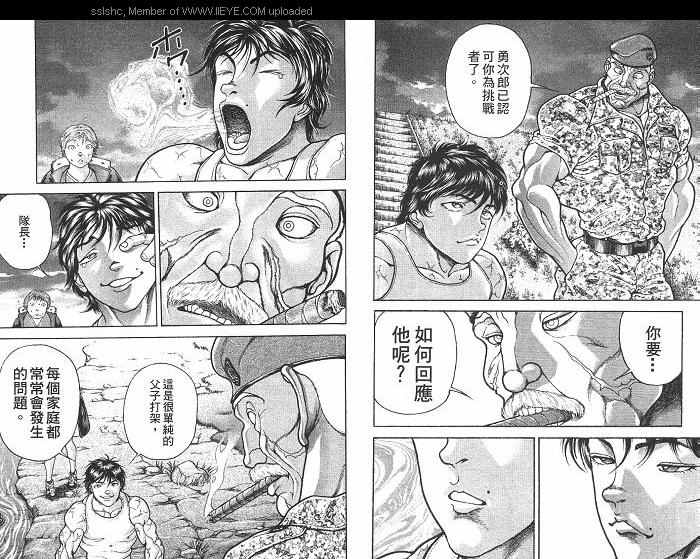 sslshc, Member of WWW.IIEYE.COM uploaded
勇次郎已認
可你為挑戰
者了。
你要…
如何回應
他呢？
ホワ……
隊長…
這是很單純的
父子打架，
每個家庭都
常常會發生
的問題。